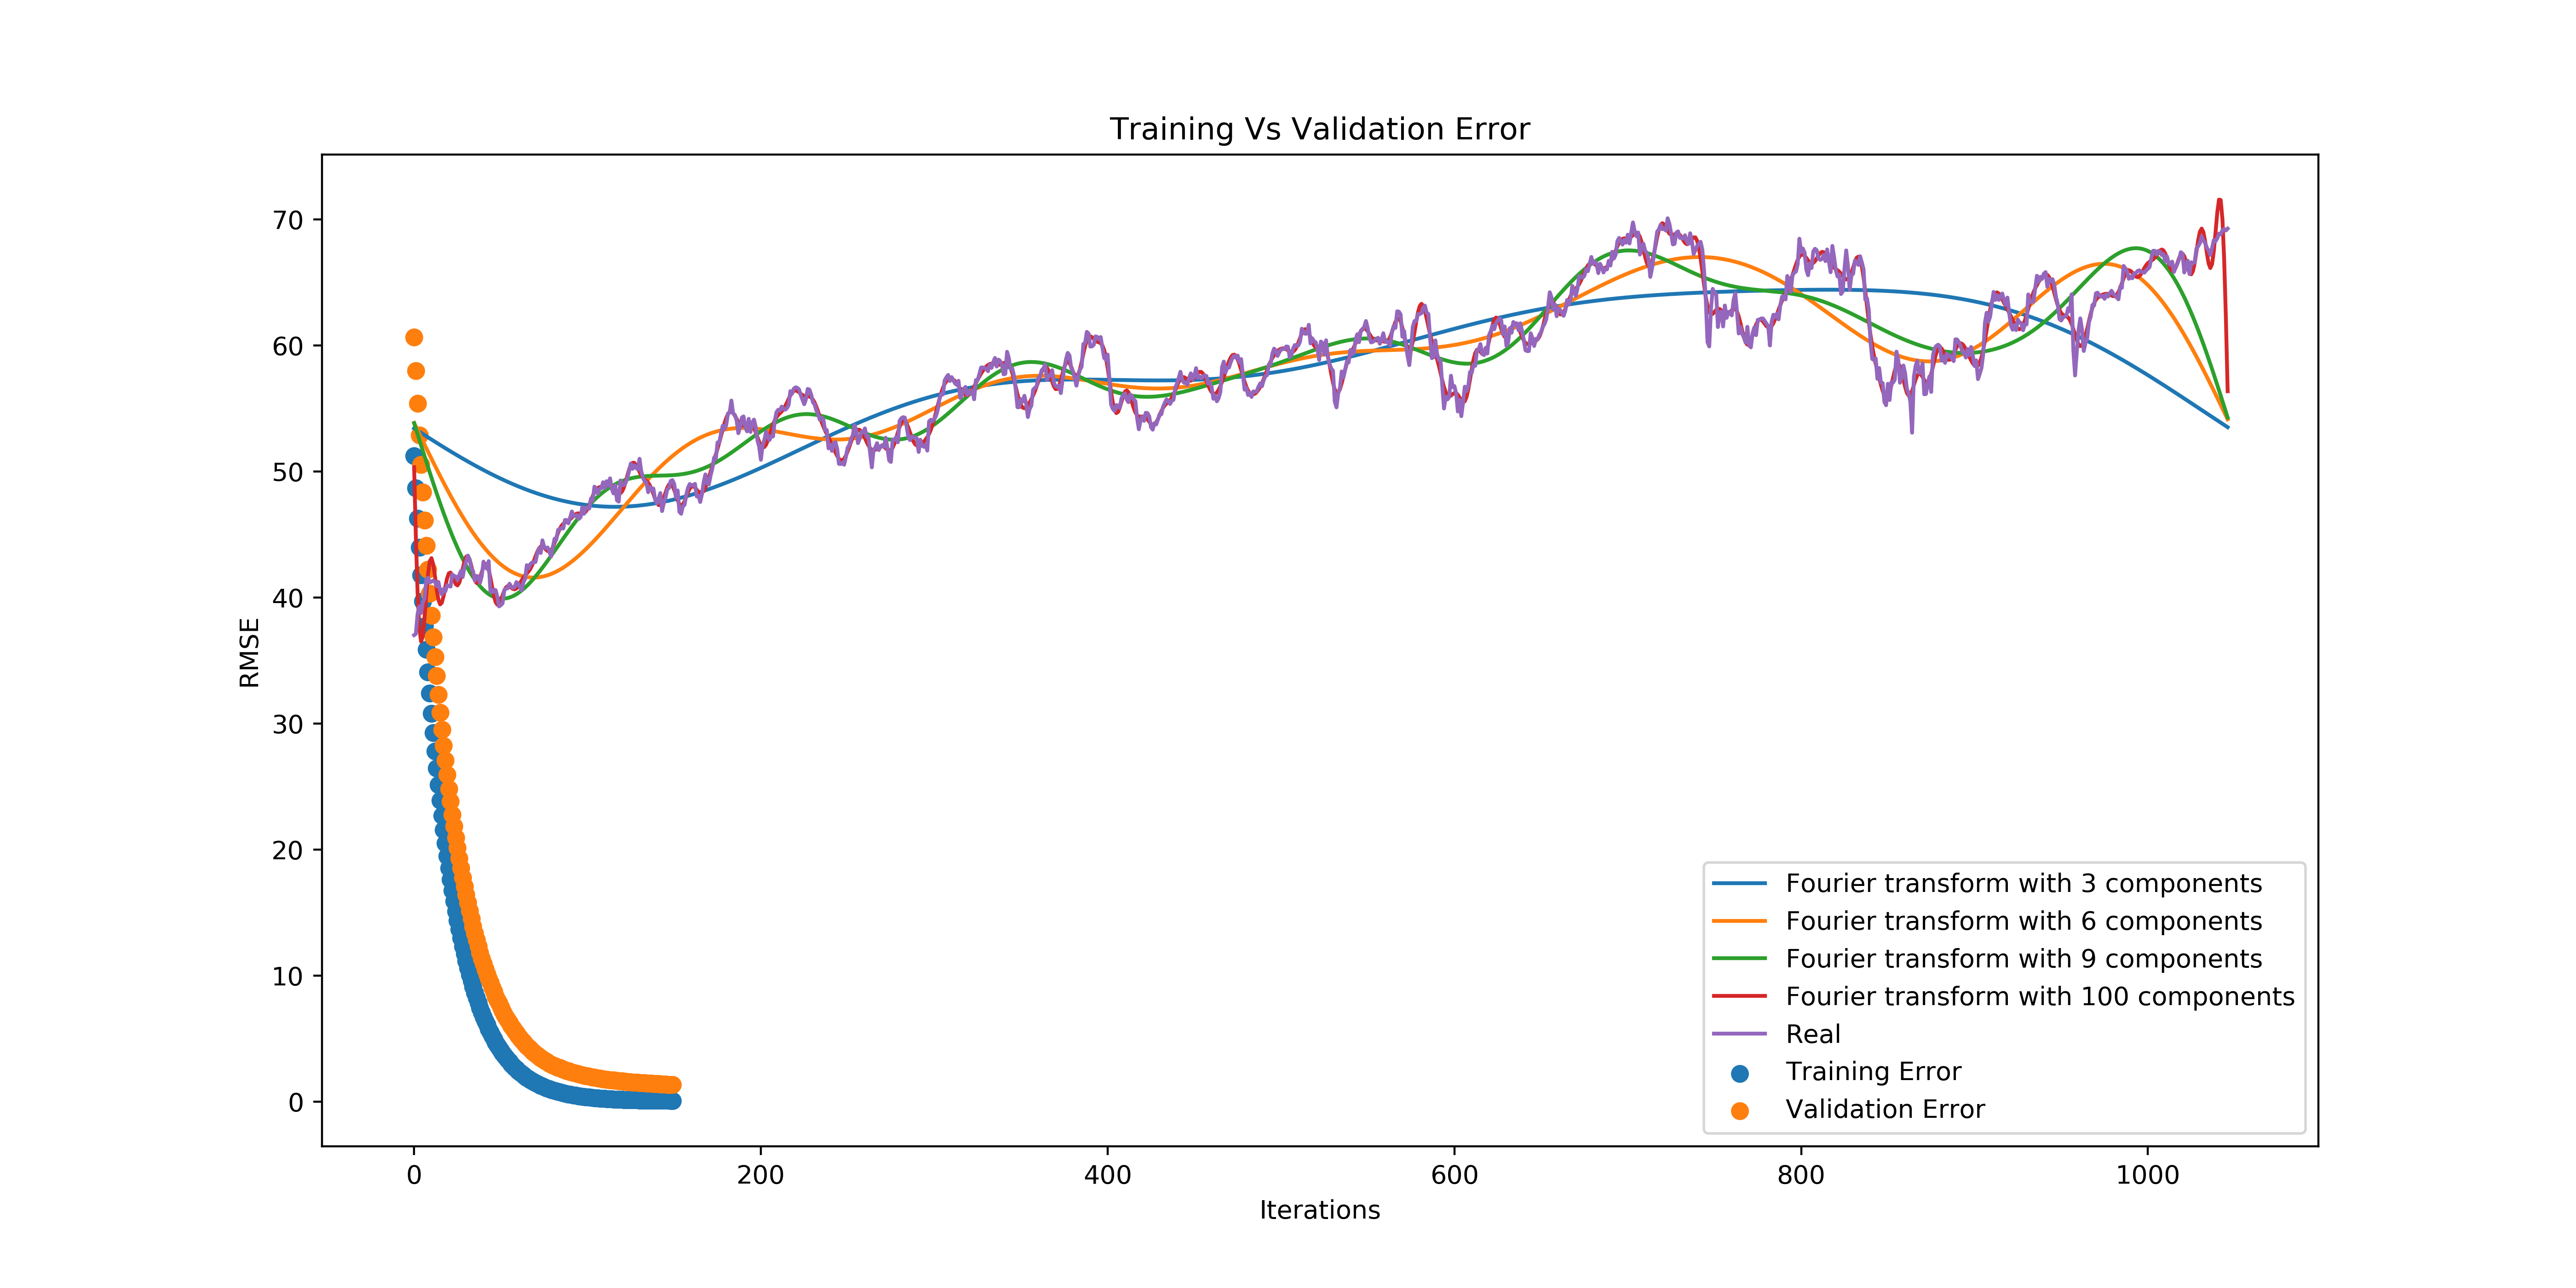 Training Vs Validation Error
RMSE
70
60
50
40
30
20
10
0
0 200 400 600 800 1000
Iterations
Fourier transform with 3 components
Fourier transform with 6 components
Fourier transform with 9 components
Fourier transform with 100 components
Real
Training Error
Validation Error